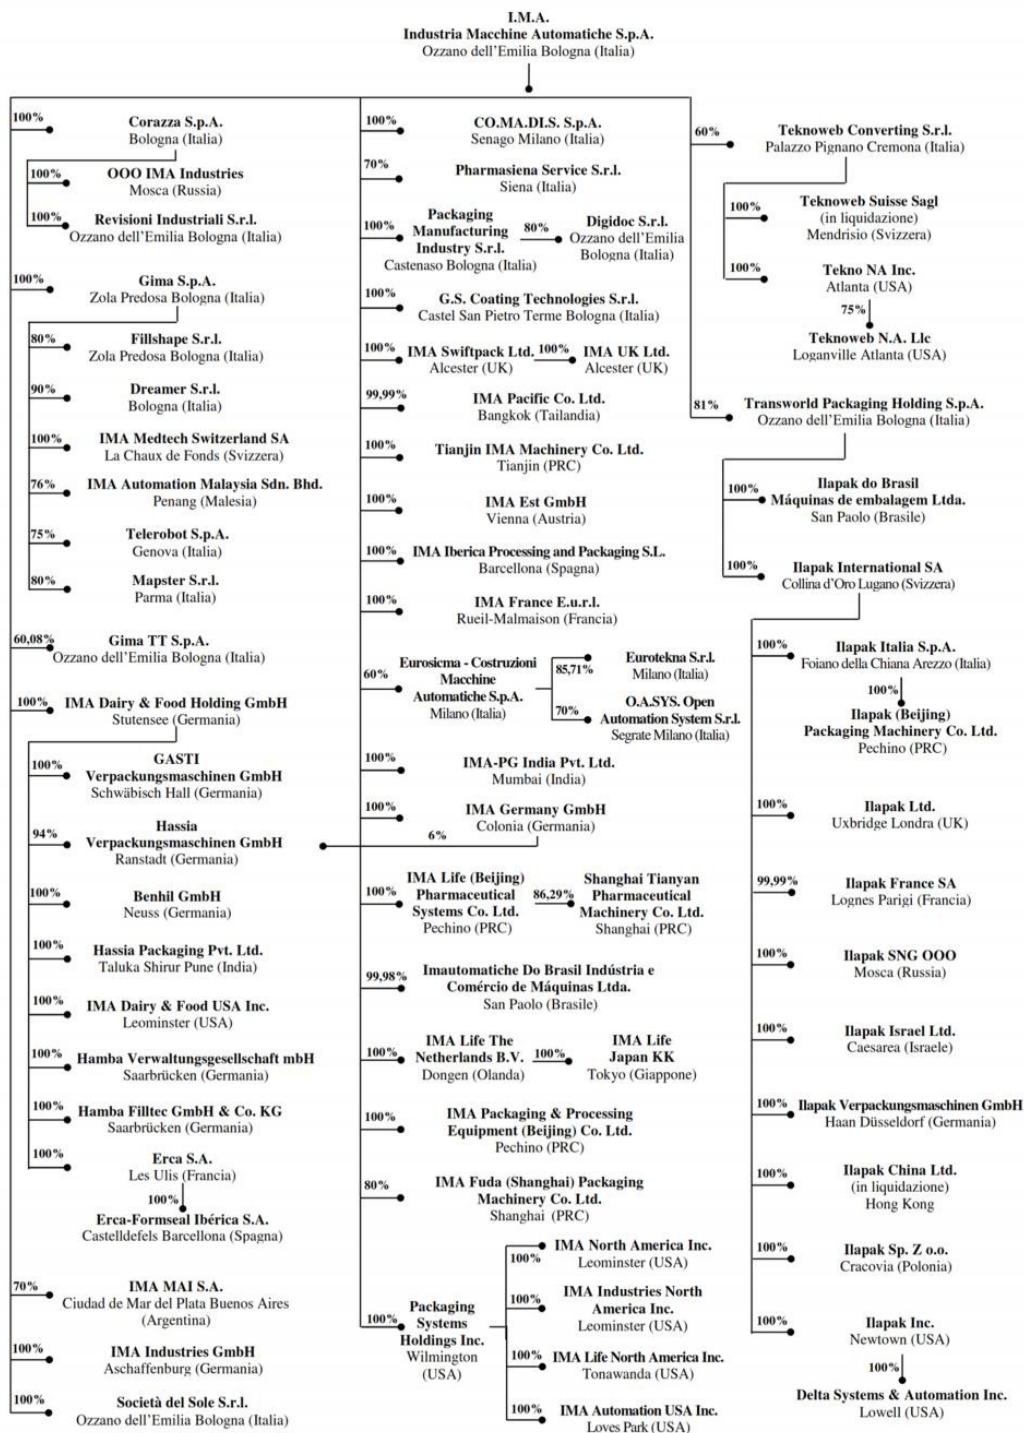 I.M.A.
Industria Macchine Automatiche S.p.A.
Ozzano dell'Emilia Bologna (Italia)
100%
Corazza S.p.A.
Bologna (Italia)
100%
OOO IMA Industries
Mosca (Russia)
100%
Revisioni Industriali S.r.l.
Ozzano dell'Emilia Bologna (Italia)
100%
Gima S.p.A.
Zola Predosa Bologna (Italia)
80%
Fillshape S.r.l.
Zola Predosa Bologna (Italia)
90%
Dreamer S.r.l.
Bologna (Italia)
100%
IMA Medtech Switzerland SA
La Chaux de Fonds (Svizzera)
76%
IMA Automation Malaysia Sdn. Bhd.
Penang (Malesia)
75%
Telerobot S.p.A.
Genova (Italia)
80%
Mapster S.r.l.
Parma (Italia)
60,08%
Gima TT S.p.A.
Ozzano dell'Emilia Bologna (Italia)
100%
IMA Dairy & Food Holding GmbH
Stutensee (Germania)
100%
GASTI
Verpackungsmaschinen GmbH
Schwäbisch Hall (Germania)
94%
Hassia
Verpackungsmaschinen GmbH
Ranstadt (Germania)
100%
Benhil GmbH
Neuss (Germania)
100%
Hassia Packaging Pvt. Ltd.
Taluka Shirur Pune (India)
100%
IMA Dairy & Food USA Inc.
Leominster (USA)
100%
Hamba Verwaltungsgesellschaft mbH
Saarbrücken (Germania)
100%
Hamba Filltec GmbH & Co. KG
Saarbrücken (Germania)
100%
Erca S.A.
Les Ulis (Francia)
100%
Erca-Formseal Ibérica S.A.
Castelldefels Barcellona (Spagna)
70%
IMA MAI S.A.
Ciudad de Mar del Plata Buenos Aires
(Argentina)
100%
IMA Industries GmbH
Aschaffenburg (Germania)
100%
Società del Sole S.r.l.
Ozzano dell'Emilia Bologna (Italia)
100%
CO.MA.DI.S. S.p.A.
Senago Milano (Italia)
70%
Pharmasiena Service S.r.l.
Siena (Italia)
100%
Packaging
Manufacturing
Industry S.r.l.
Castenaso Bologna (Italia)
80%
Digidoc S.r.l.
Ozzano dell'Emilia
Bologna (Italia)
100%
G.S. Coating Technologies S.r.l.
Castel San Pietro Terme Bologna (Italia)
100%
IMA Swiftpack Ltd.
Alcester (UK)
100%
IMA UK Ltd.
Alcester (UK)
99,99%
IMA Pacific Co. Ltd.
Bangkok (Tailandia)
100%
Tianjin IMA Machinery Co. Ltd.
Tianjin (PRC)
100%
IMA Est GmbH
Vienna (Austria)
100%
IMA Iberica Processing and Packaging S.L.
Barcellona (Spagna)
100%
IMA France E.u.r.l.
Rueil-Malmaison (Francia)
60%
Eurosicma - Costruzioni
Macchine
Automatiche S.p.A.
Milano (Italia)
85,71%
Eurotekna S.r.l.
Milano (Italia)
70%
O.A.SYS. Open
Automation System S.r.l.
Segrate Milano (Italia)
100%
IMA-PG India Pvt. Ltd.
Mumbai (India)
100%
IMA Germany GmbH
Colonia (Germania)
6%
100%
IMA Life (Beijing)
Pharmaceutical
Systems Co. Ltd.
Pechino (PRC)
86,29%
Shanghai Tianyan
Pharmaceutical
Machinery Co. Ltd.
Shanghai (PRC)
99,98%
Imautomatiche Do Brasil Indústria e
Comércio de Máquinas Ltda.
San Paolo (Brasile)
100%
IMA Life The
Netherlands B.V.
Dongen (Olanda)
100%
IMA Life
Japan KK
Tokyo (Giappone)
100%
IMA Packaging & Processing
Equipment (Beijing) Co. Ltd.
Pechino (PRC)
80%
IMA Fuda (Shanghai) Packaging
Machinery Co. Ltd.
Shanghai (PRC)
100%
Packaging
Systems
Holdings Inc.
Wilmington
(USA)
100%
IMA North America Inc.
Leominster (USA)
100%
IMA Industries North
America Inc.
Leominster (USA)
100%
IMA Life North America Inc.
Tonawanda (USA)
100%
IMA Automation USA Inc.
Loves Park (USA)
60%
Teknoweb Converting S.r.l.
Palazzo Pignano Cremona (Italia)
100%
Teknoweb Suisse Sagl
(in liquidazione)
Mendrisio (Svizzera)
100%
Tekno NA Inc.
Atlanta (USA)
75%
Teknoweb N.A. Llc
Loganville Atlanta (USA)
81%
Transworld Packaging Holding S.p.A.
Ozzano dell'Emilia Bologna (Italia)
100%
Ilapak do Brasil
Máquinas de embalagem Ltda.
San Paolo (Brasile)
100%
Ilapak International SA
Collina d'Oro Lugano (Svizzera)
100%
Ilapak Italia S.p.A.
Foiano della Chiana Arezzo (Italia)
100%
Ilapak (Beijing)
Packaging Machinery Co. Ltd.
Pechino (PRC)
100%
Ilapak Ltd.
Uxbridge Londra (UK)
99,99%
Ilapak France SA
Lognes Parigi (Francia)
100%
Ilapak SNG OOO
Mosca (Russia)
100%
Ilapak Israel Ltd.
Caesarea (Israele)
100%
Ilapak Verpackungsmaschinen GmbH
Haan Düsseldorf (Germania)
100%
Ilapak China Ltd.
(in liquidazione)
Hong Kong
100%
Ilapak Sp. Z o.o.
Cracovia (Polonia)
100%
Ilapak Inc.
Newtown (USA)
100%
Delta Systems & Automation Inc.
Lowell (USA)